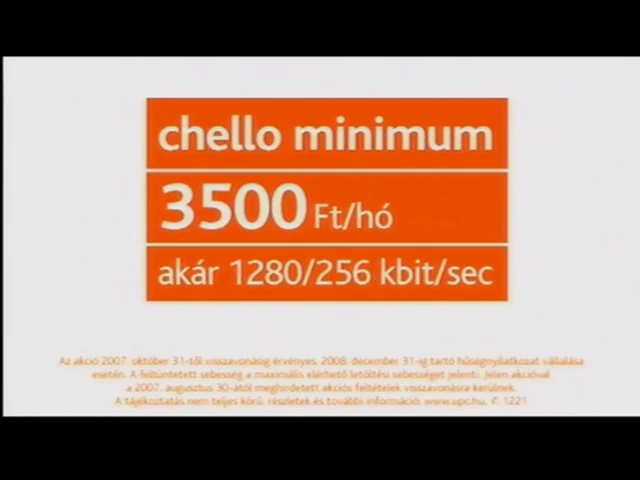 chello minimum
3500 Ft/hó
akár 1280/256 kbit/sec
Az akció 2007. október 31-től visszavonásig érvényes, 2008. december 31-ig tartó hűségnyilatkozat vállalása
esetén. A feltüntetett sebesség a maximális elérhető letöltési sebességet jelenti. Jelen akcióval
a 2007. augusztus 30-ától meghirdetett akciós feltételek visszavonásra kerülnek.
A tájékoztatás nem teljes körű, részletek és további információ: www.upc.hu, ✆: 1221